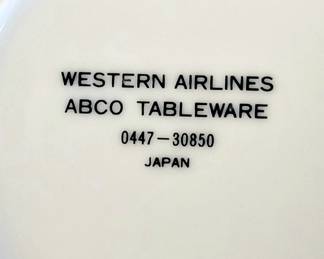 WESTERN AIRLINES
ABCO TABLEWARE
0447-30850
JAPAN